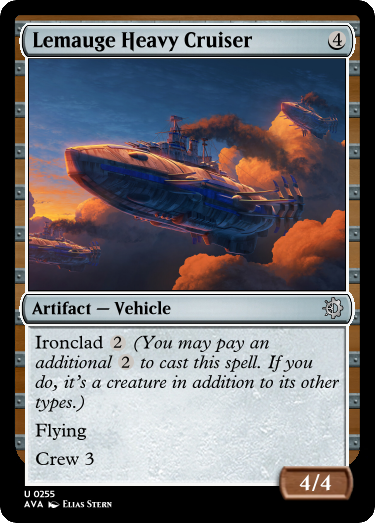 Lemauge Heavy Cruiser 4
Artifact — Vehicle
Ironclad 2 (You may pay an
additional 2 to cast this spell. If you
do, it's a creature in addition to its other
types.)
Flying
Crew 3
4/4
U 0255
AVA Elias Stern